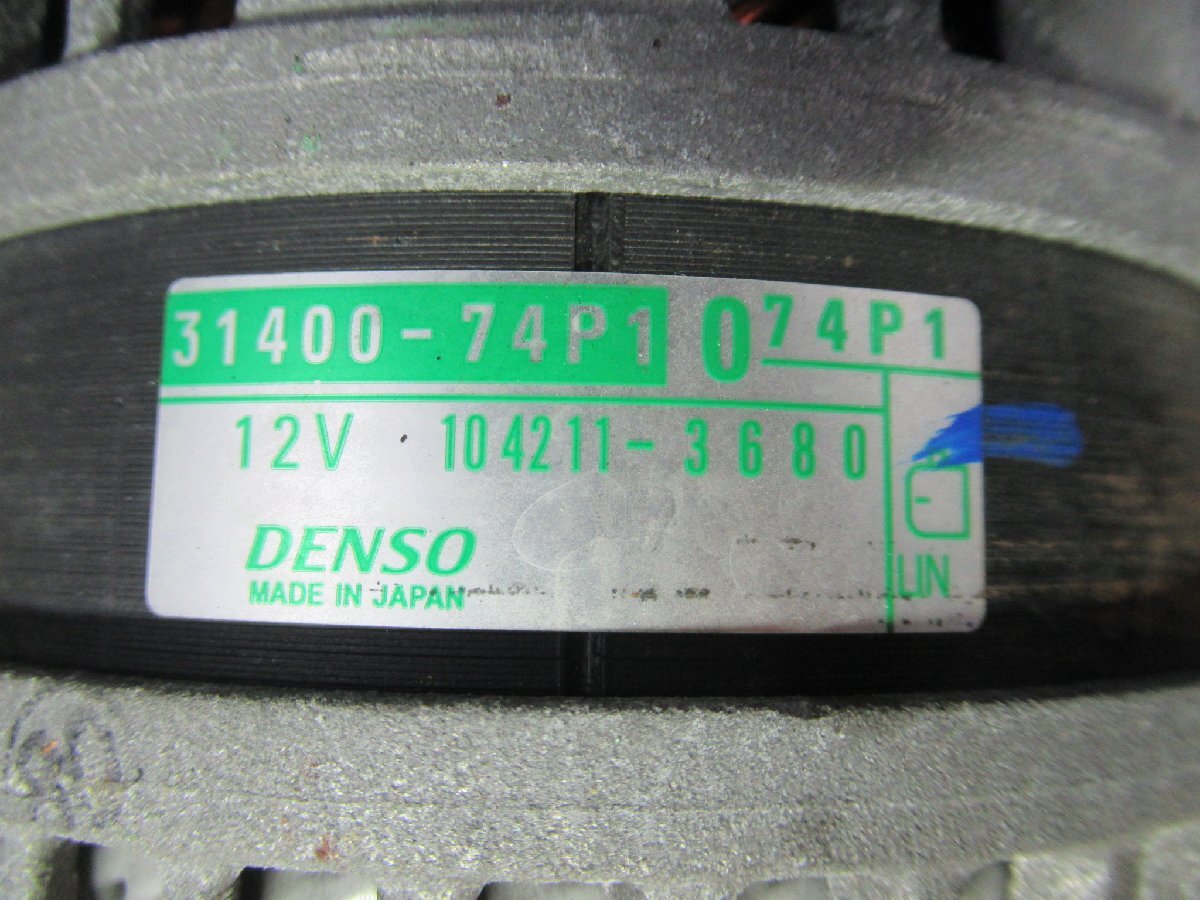 31400-74P1 0 74P1
12V 104211-3680
DENSO
MADE IN JAPAN
LIN